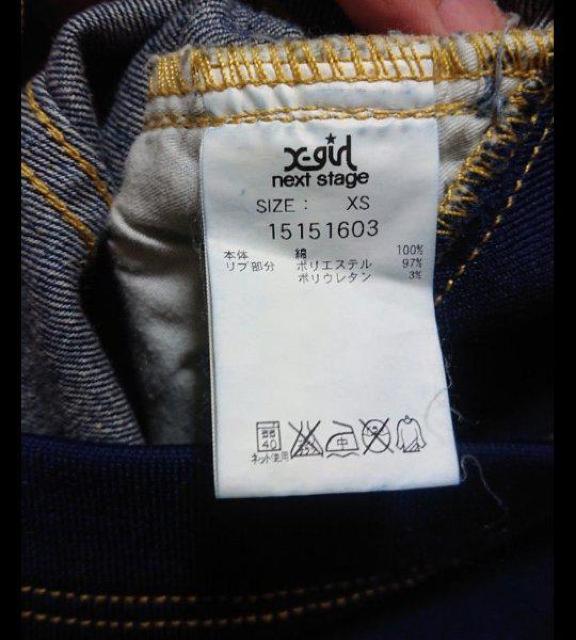 x-girl
next stage
SIZE : XS
15151603
本体 綿 100%
リブ部分 ポリエステル 97%
ポリウレタン 3%
40 中
ネット使用